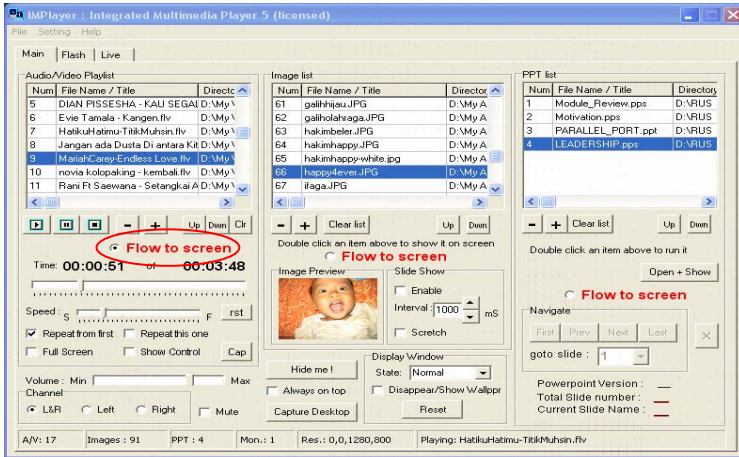 IMPlayer : Integrated Multimedia Player 5 (licensed)
File Setting Help
Main Flash Live
Audio/Video Playlist
Num File Name / Title Directc
5 DIAN PISSESHA - KAU SEGAL D:\My V
6 Evie Tamala - Kangen.flv D:\My V
7 HatikuHatimu-TitikMuhsin.flv D:\My V
8 Jangan ada Dusta Di antara Kit D:\My V
9 MariahCarey-Endless Love.flv D:\My V
10 novia kolopaking - kembali.flv D:\My V
11 Rani Ft Saewana - Setangkai A D:\My V
- + Up Dwn Clr
Flow to screen
Time: 00:00:51 of 00:03:48
Speed : S F rst
Repeat from first Repeat this one
Full Screen Show Control Cap
Volume : Min Max
Channel
L&R Left Right Mute
Image list
Num File Name / Title Director
61 galihhijau.JPG D:\My A
62 galiholahraga.JPG D:\My A
63 hakimbeler.JPG D:\My A
64 hakimhappy.JPG D:\My A
65 hakimhappy-white.jpg D:\My A
66 happy4ever.JPG D:\My A
67 ifaga.JPG D:\My A
- + Clear list Up Dwn
Double click an item above to show it on screen
Flow to screen
Image Preview
Slide Show
Enable
Interval : 1000 mS
Scretch
Hide me !
Always on top
Capture Desktop
Display Window
State: Normal
Disappear/Show Wallppr
Reset
PPT list
Num File Name / Title Directory
1 Module_Review.pps D:\RUS
2 Motivation.pps D:\RUS
3 PARALLEL_PORT.ppt D:\RUS
4 LEADERSHIP.pps D:\RUS
- + Clear list Up Dwn
Double click an item above to run it
Open + Show
Flow to screen
Navigate
First Prev Next Last
goto slide : 1
X
Powerpoint Version : __
Total Slide number : __
Current Slide Name : __
A/V: 17 Images : 91 PPT : 4 Mon.: 1 Res.: 0,0,1280,800 Playing: HatikuHatimu-TitikMuhsin.flv